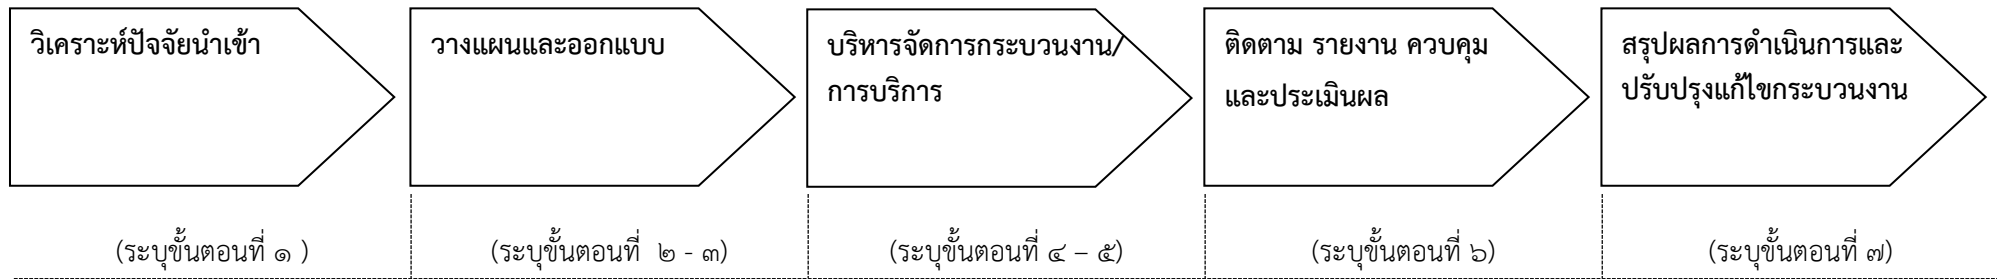 วิเคราะห์ปัจจัยนำเข้า
วางแผนและออกแบบ
บริหารจัดการกระบวนงาน/
การบริการ
ติดตาม รายงาน ควบคุม
และประเมินผล
สรุปผลการดำเนินการและ
ปรับปรุงแก้ไขกระบวนงาน
(ระบุขั้นตอนที่ ๑ )
(ระบุขั้นตอนที่ ๒ - ๓)
(ระบุขั้นตอนที่ ๔ – ๕)
(ระบุขั้นตอนที่ ๖)
(ระบุขั้นตอนที่ ๗)